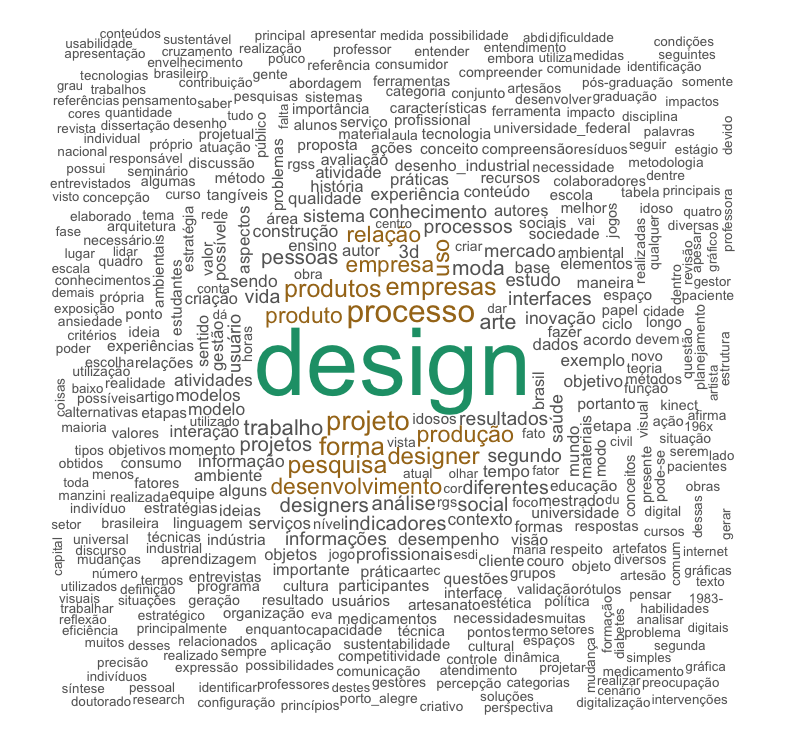 conteúdos sustentável principal apresentar medida possibilidade abdi dificuldade condições
usabilidade cruzamento realização professor entender entendimento
apresentação envelhecimento pouco referência consumidor embora utiliza medidas seguintes
tecnologias brasileiro gente abordagem compreender comunidade identificação
grau trabalhos contribuição ferramentas categoria conjunto artesãos pós-graduação somente
referências pensamento saber pesquisas sistemas desenvolver graduação impactos
cores quantidade tudo importância características ferramenta impacto disciplina
revista dissertação desenho público falta alunos serviço profissional
individual projetual material aula tecnologia universidade_federal palavras
nacional próprio atuação problemas proposta ações conceito compreensão resíduos seguir estágio devido
responsável discussão rgss avaliação desenho_industrial necessidade metodologia
possui seminário método atividade práticas recursos colaboradores dentre
entrevistados algumas história
visto concepção curso tangíveis qualidade experiência conteúdo escola tabela principais
elaborado tema rede área sistema conhecimento autores melhor jogos idoso quatro professora
fase arquitetura estratégia construção centro relação processos sociais vai realizadas qualquer diversas
necessário valor possível aspectos ensino autor 3d uso criar mercado sociedade ambiental apesar revisão gráfico
lugar lidar pessoas empresa moda base elementos
escala quadro ambientais sendo obra estudo maneira dentro gestor
conhecimentos conta produtos empresas interfaces espaço paciente
demais própria estudantes criação vida
exposição ponto dá produto processo dar arte inovação papel cidade
ansiedade sentido gestão usuário horas fazer ciclo longo questão planejamento
critérios ideia design dados acordo devem estrutura
poder experiências exemplo novo
escolha relações teoria
utilização atividades brasil objetivo métodos artista
coisas baixo realidade função
possíveis artigo modelos saúde portanto visual kinect
alternativas etapas modelo projeto idosos resultados ação afirma
maioria utilizado trabalho etapa 196x
valores interação produção fato mundo materiais civil situação
tipos objetivos momento projetos forma vista designer segundo modo serem lado
obtidos consumo informação pesquisa presente pode-se pacientes
menos ambiente atual olhar tempo fator conceitos
toda fatores desenvolvimento cor diferentes educação obras
manzini realizada equipe alguns designers análise rgs social foco mestrado du digital dessas
indivíduo estratégias ideias contexto universidade
setor brasileira linguagem serviços nível indicadores formas respostas cursos gerar
capital universal técnicas indústria informações desempenho visão
discurso industrial maria respeito artefatos internet
mudanças aprendizagem objetos jogo profissionais esdi cliente couro objeto diversos comum
número importante prática artec grupos artesão gráficas
utilizados termos entrevistas questões texto
definição programa cultura participantes interface validação rótulos pensar
visuais situações geração resultado usuários artesanato estética política 1983-
trabalhar habilidades
reflexão estratégico organização eva medicamentos necessidades muitas formação diabetes analisar
eficiência principalmente enquanto capacidade técnica pontos termo setores problema digitais
muitos desses relacionados aplicação sustentabilidade cultural espaços segunda
precisão realizado sempre competitividade controle dinâmica mudança simples
expressão possibilidades comunicação atendimento projetar medicamento gráfica
indivíduos realizar
síntese pessoal identificar professores destes gestores percepção categorias cenário preocupação
doutorado research configuração princípios porto_alegre criativo soluções perspectiva digitalização intervenções